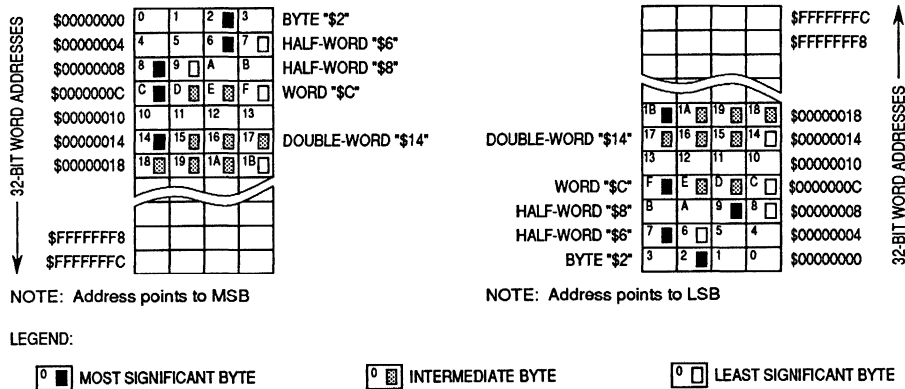 32-BIT WORD ADDRESSES
$00000000 0 1 2 3 BYTE "$2"
$00000004 4 5 6 7 HALF-WORD "$6"
$00000008 8 9 A B HALF-WORD "$8"
$0000000C C D E F WORD "$C"
$00000010 10 11 12 13
$00000014 14 15 16 17 DOUBLE-WORD "$14"
$00000018 18 19 1A 1B
$FFFFFFF8
$FFFFFFFC
NOTE: Address points to MSB
$FFFFFFFC
$FFFFFFF8
1B 1A 19 18 $00000018
DOUBLE-WORD "$14" 17 16 15 14 $00000014
13 12 11 10 $00000010
WORD "$C" F E D C $0000000C
HALF-WORD "$8" B A 9 8 $00000008
HALF-WORD "$6" 7 6 5 4 $00000004
BYTE "$2" 3 2 1 0 $00000000
32-BIT WORD ADDRESSES
NOTE: Address points to LSB
LEGEND:
0 MOST SIGNIFICANT BYTE
0 INTERMEDIATE BYTE
0 LEAST SIGNIFICANT BYTE